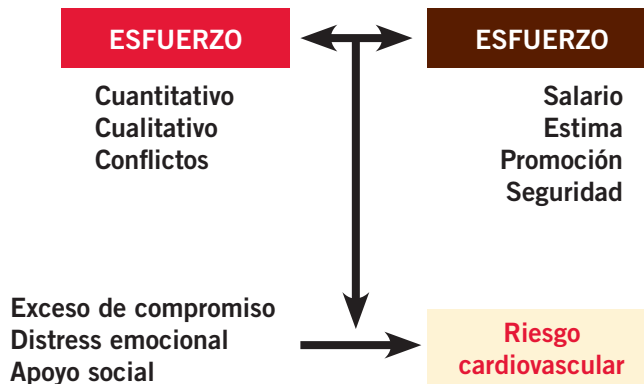 ESFUERZO
Cuantitativo
Cualitativo
Conflictos
ESFUERZO
Salario
Estima
Promoción
Seguridad
Exceso de compromiso
Distress emocional
Apoyo social
Riesgo
cardiovascular